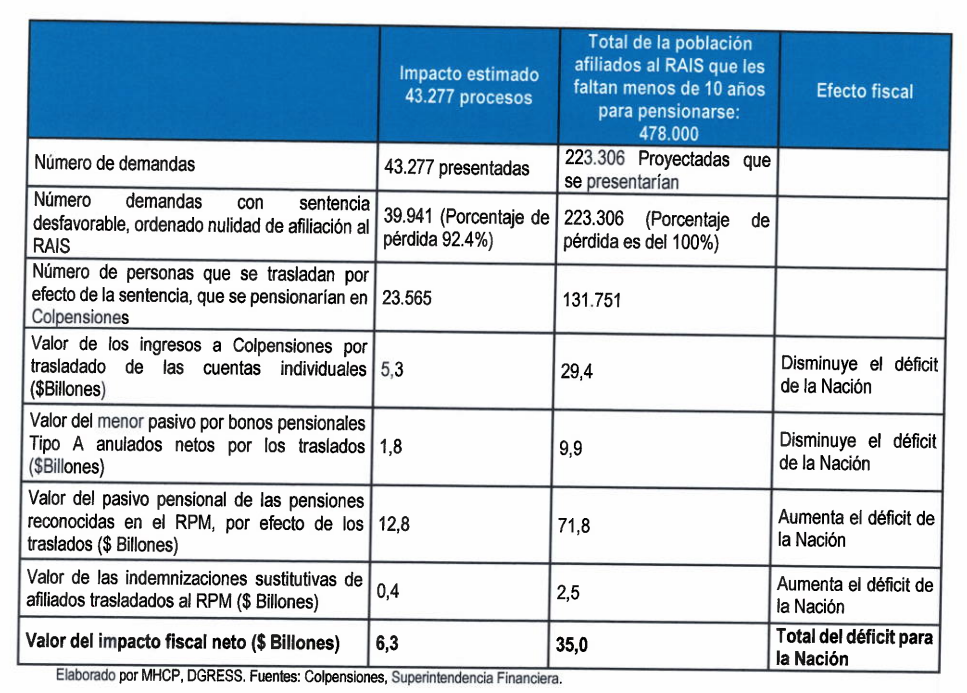 Impacto estimado
43.277 procesos
Total de la población
afiliados al RAIS que les
faltan menos de 10 años
para pensionarse:
478.000
Efecto fiscal
Número de demandas
43.277 presentadas
223.306 Proyectadas que
se presentarían
Número demandas con sentencia
desfavorable, ordenado nulidad de afiliación al
RAIS
39.941 (Porcentaje de
pérdida 92.4%)
223.306 (Porcentaje de
pérdida es del 100%)
Número de personas que se trasladan por
efecto de la sentencia, que se pensionarían en
Colpensiones
23.565
131.751
Valor de los ingresos a Colpensiones por
trasladado de las cuentas individuales
($Billones)
5,3
29,4
Disminuye el déficit
de la Nación
Valor del menor pasivo por bonos pensionales
Tipo A anulados netos por los traslados
($Billones)
1,8
9,9
Disminuye el déficit
de la Nación
Valor del pasivo pensional de las pensiones
reconocidas en el RPM, por efecto de los
traslados ($ Billones)
12,8
71,8
Aumenta el déficit de
la Nación
Valor de las indemnizaciones sustitutivas de
afiliados trasladados al RPM ($ Billones)
0,4
2,5
Aumenta el déficit de
la Nación
Valor del impacto fiscal neto ($ Billones)
6,3
35,0
Total del déficit para
la Nación
Elaborado por MHCP, DGRESS. Fuentes: Colpensiones, Superintendencia Financiera.